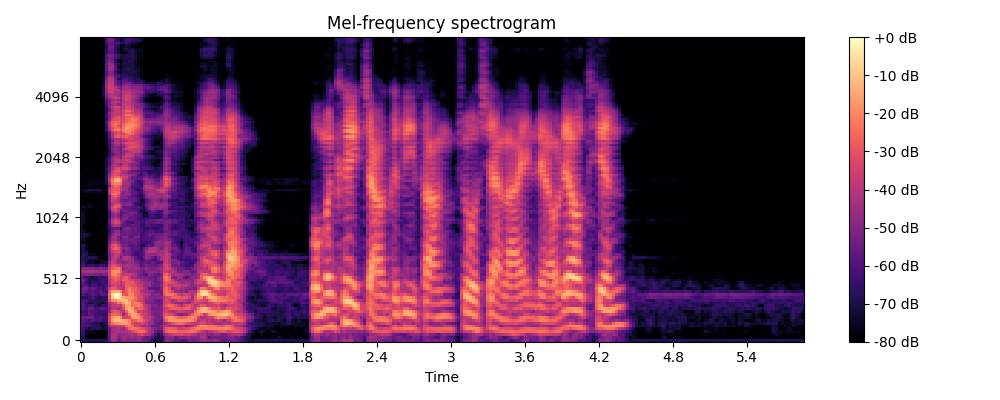 Mel-frequency spectrogram
+0 dB
4096
-10 dB
-20 dB
2048
-30 dB
Hz
-40 dB
1024
-50 dB
512
-60 dB
-70 dB
0
-80 dB
0 0.6 1.2 1.8 2.4 3 3.6 4.2 4.8 5.4
Time